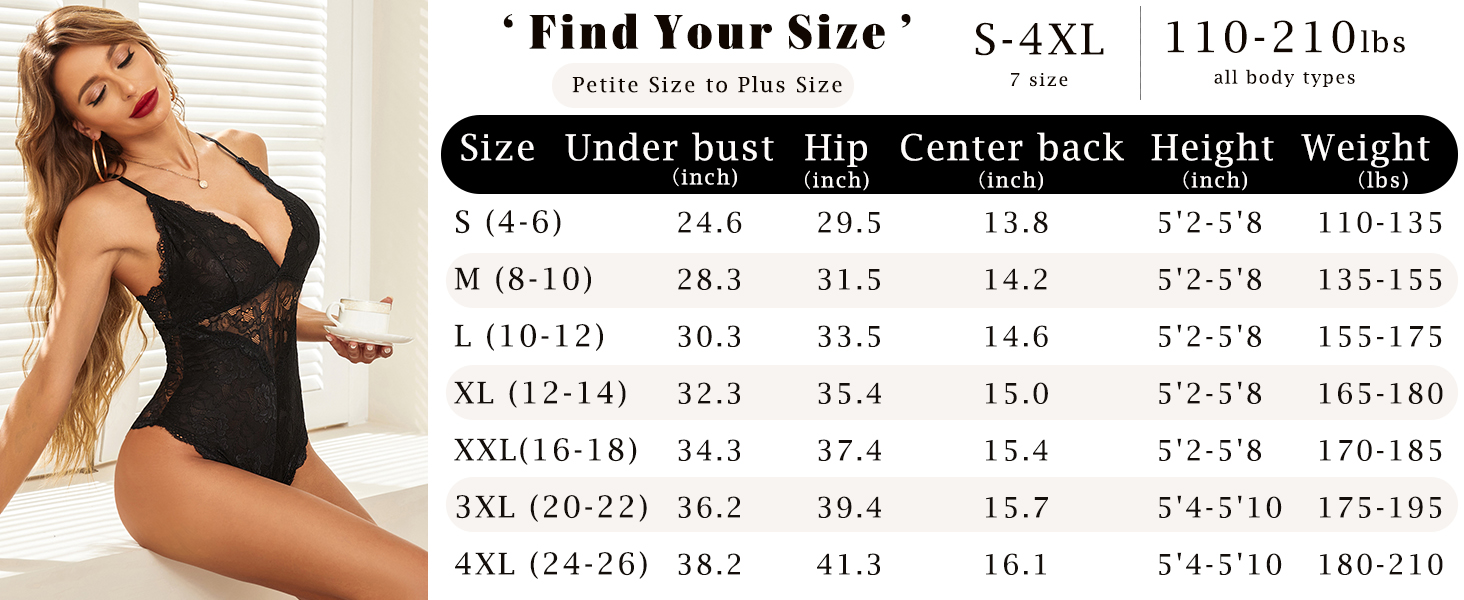 ‘ Find Your Size ’
Petite Size to Plus Size
S-4XL
7 size
110-210lbs
all body types
Size Under bust (inch) Hip (inch) Center back (inch) Height (inch) Weight (lbs)
S (4-6) 24.6 29.5 13.8 5'2-5'8 110-135
M (8-10) 28.3 31.5 14.2 5'2-5'8 135-155
L (10-12) 30.3 33.5 14.6 5'2-5'8 155-175
XL (12-14) 32.3 35.4 15.0 5'2-5'8 165-180
XXL(16-18) 34.3 37.4 15.4 5'2-5'8 170-185
3XL (20-22) 36.2 39.4 15.7 5'4-5'10 175-195
4XL (24-26) 38.2 41.3 16.1 5'4-5'10 180-210